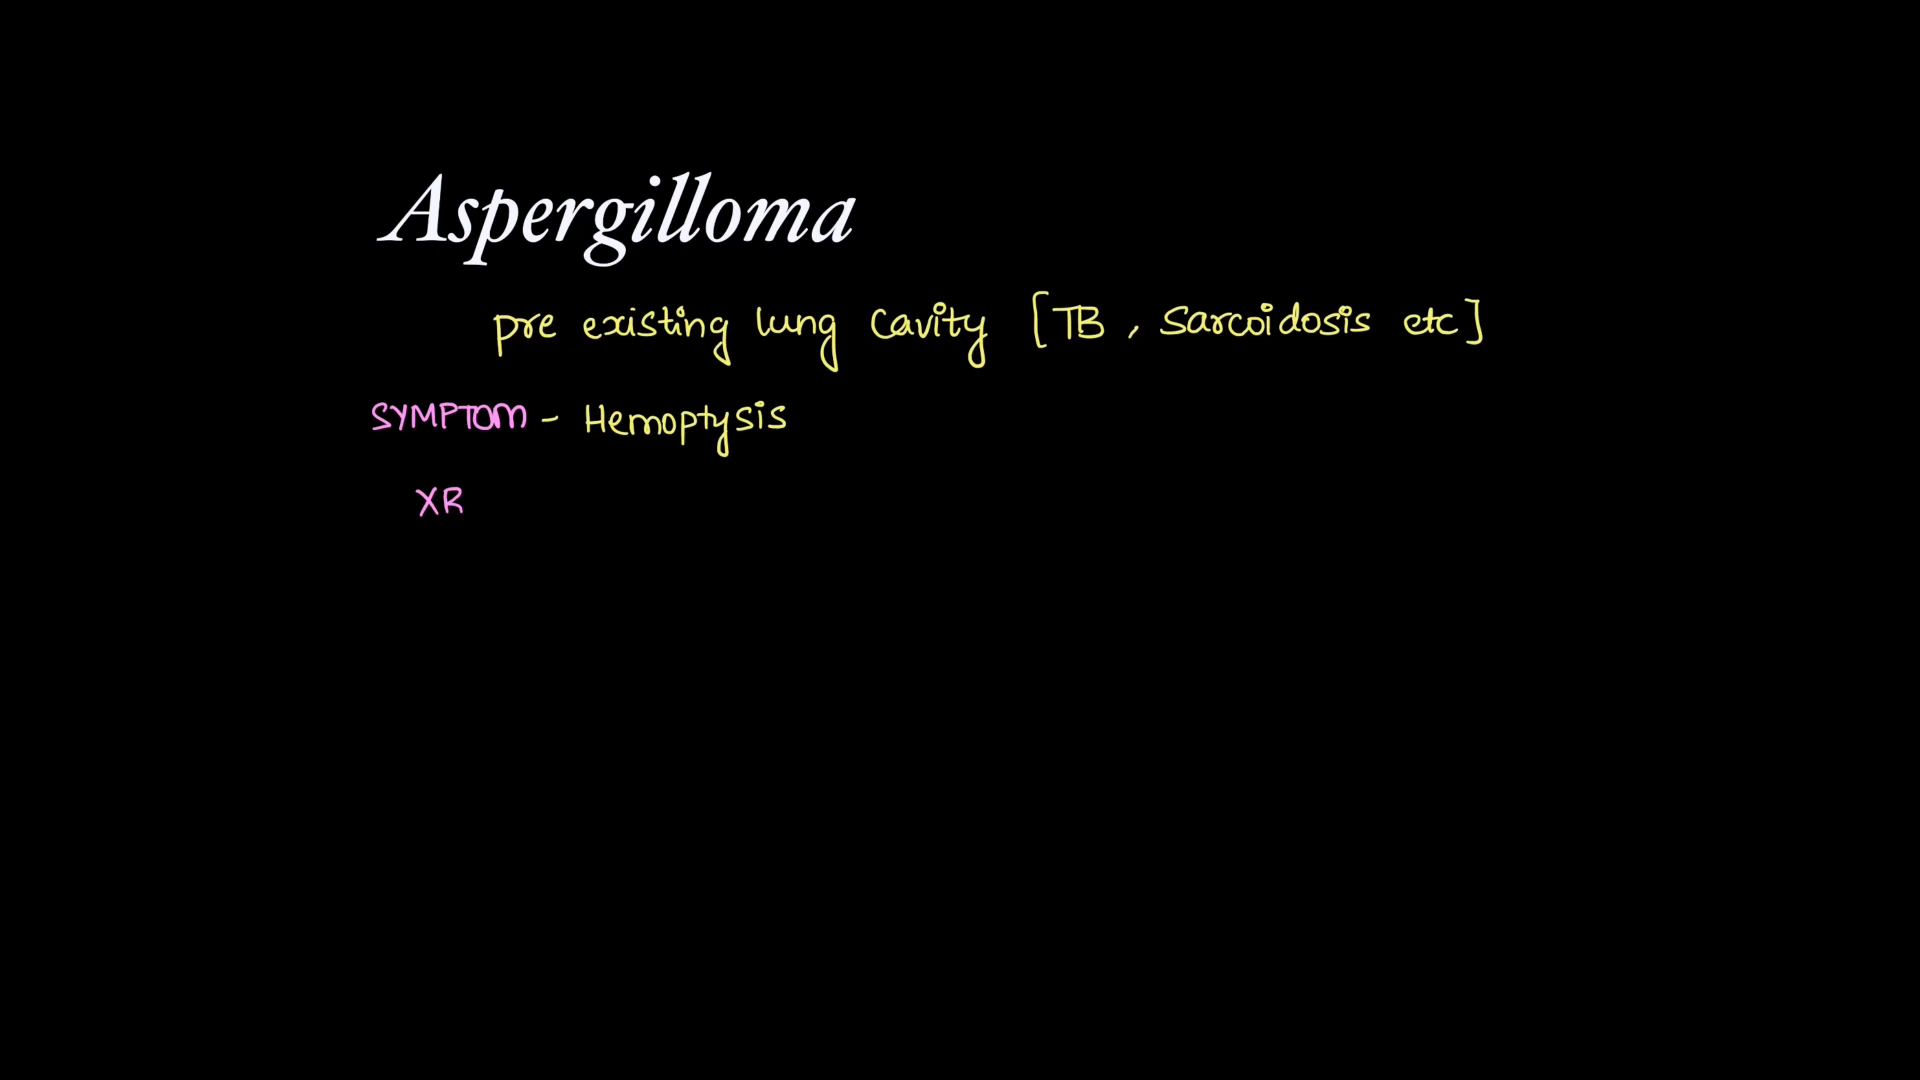 Aspergilloma
pre existing lung cavity [TB, Sarcoidosis etc]
SYMPTOM - Hemoptysis
XR